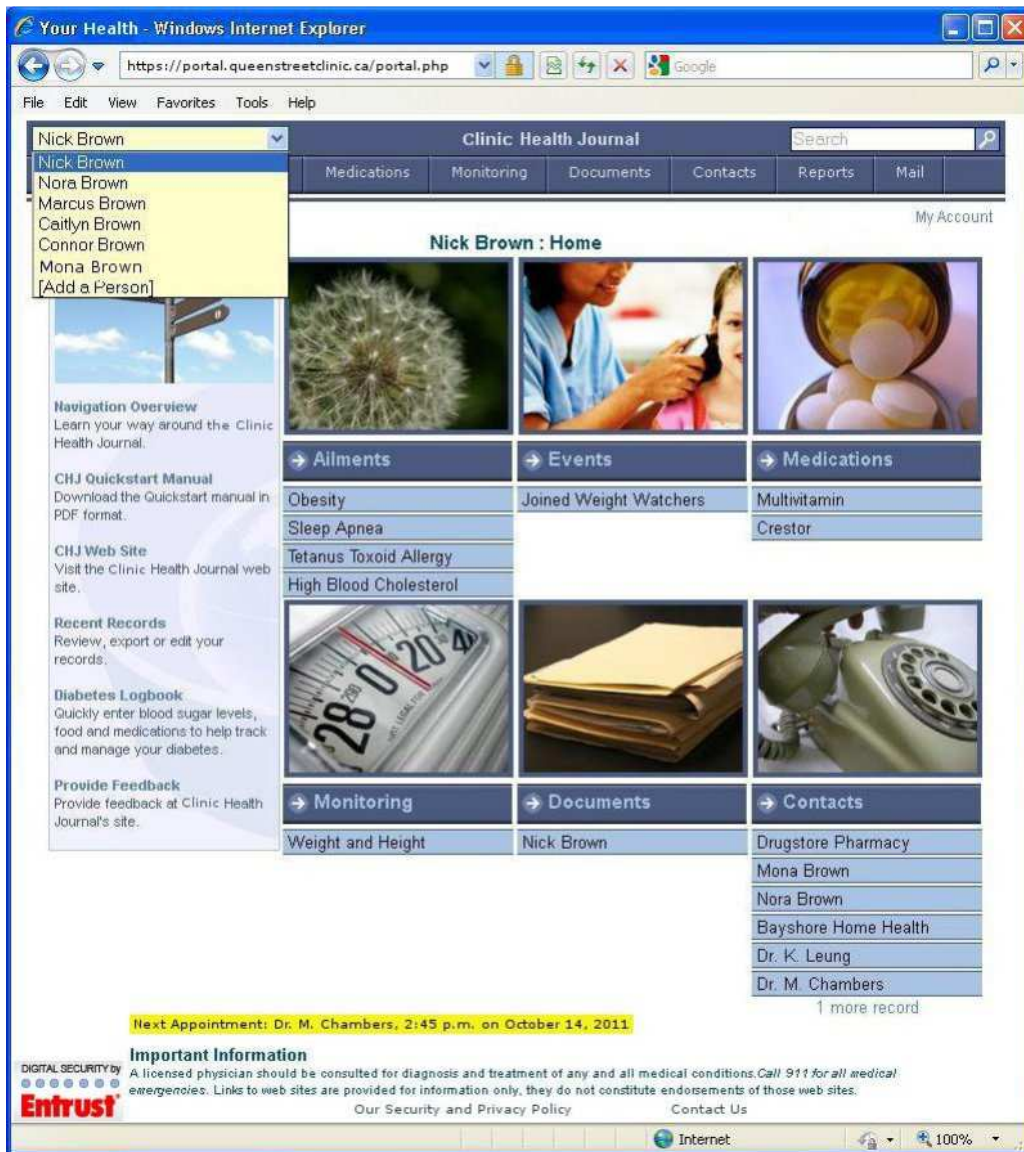 Your Health - Windows Internet Explorer
https://portal.queenstreetclinic.ca/portal.php
Google
File Edit View Favorites Tools Help
Nick Brown
Clinic Health Journal
Search
Nick Brown
Nora Brown
Marcus Brown
Caitlyn Brown
Connor Brown
Mona Brown
[Add a Person]
Medications Monitoring Documents Contacts Reports Mail
My Account
Nick Brown : Home
Navigation Overview
Learn your way around the Clinic
Health Journal.
CHJ Quickstart Manual
Download the Quickstart manual in
PDF format.
CHJ Web Site
Visit the Clinic Health Journal web
site.
Recent Records
Review, export or edit your
records.
Diabetes Logbook
Quickly enter blood sugar levels,
food and medications to help track
and manage your diabetes.
Provide Feedback
Provide feedback at Clinic Health
Journal's site.
Ailments
Obesity
Sleep Apnea
Tetanus Toxoid Allergy
High Blood Cholesterol
Events
Joined Weight Watchers
Medications
Multivitamin
Crestor
280 290 0 20 40
Monitoring
Weight and Height
Documents
Nick Brown
Contacts
Drugstore Pharmacy
Mona Brown
Nora Brown
Bayshore Home Health
Dr. K. Leung
Dr. M. Chambers
1 more record
Next Appointment: Dr. M. Chambers, 2:45 p.m. on October 14, 2011
Important Information
A licensed physician should be consulted for diagnosis and treatment of any and all medical conditions.Call 911 for all medical
emergencies. Links to web sites are provided for information only, they do not constitute endorsements of those web sites.
DIGITAL SECURITY by
Entrust
Our Security and Privacy Policy Contact Us
Internet 100%